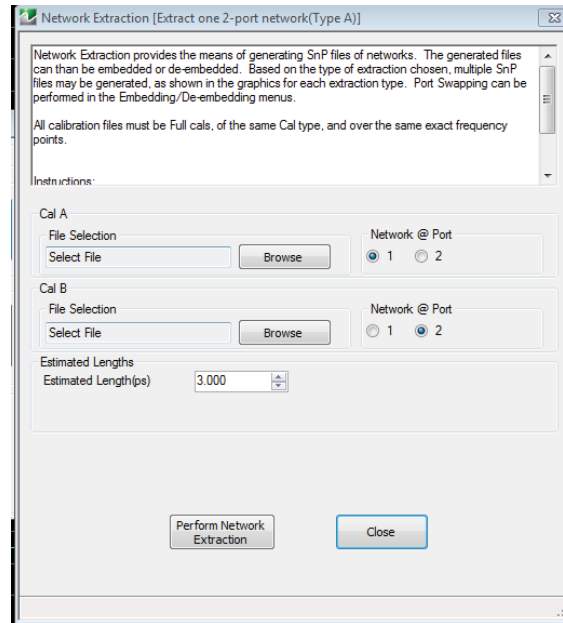 Network Extraction [Extract one 2-port network(Type A)]
Network Extraction provides the means of generating SnP files of networks.  The generated files
can than be embedded or de-embedded.  Based on the type of extraction chosen, multiple SnP
files may be generated, as shown in the graphics for each extraction type.  Port Swapping can be
performed in the Embedding/De-embedding menus.
All calibration files must be Full cals, of the same Cal type, and over the same exact frequency
points.
Instructions:
Cal A
File Selection
Network @ Port
Select File
Browse
1
2
Cal B
File Selection
Network @ Port
Select File
Browse
1
2
Estimated Lengths
Estimated Length(ps)
3.000
Perform Network
Extraction
Close